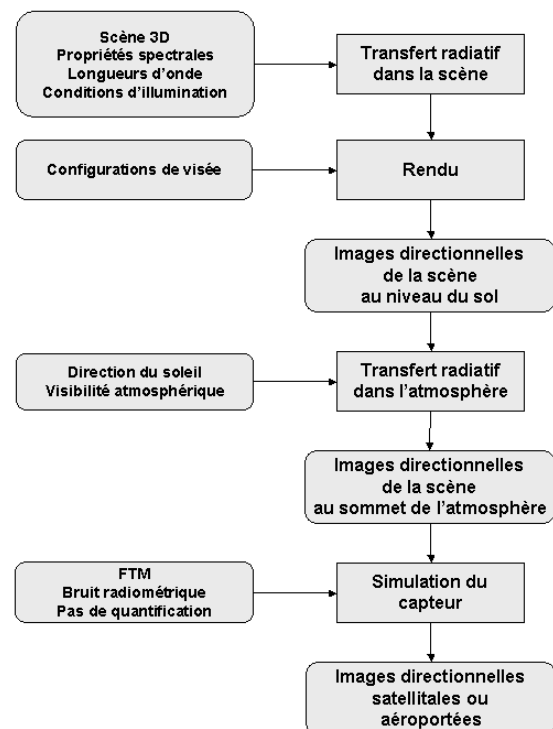 Scène 3D
Propriétés spectrales
Longueurs d'onde
Conditions d'illumination
Transfert radiatif
dans la scène
Configurations de visée
Rendu
Images directionnelles
de la scène
au niveau du sol
Direction du soleil
Visibilité atmosphérique
Transfert radiatif
dans l'atmosphère
Images directionnelles
de la scène
au sommet de l'atmosphère
FTM
Bruit radiométrique
Pas de quantification
Simulation du
capteur
Images directionnelles
satellitales ou
aéroportées